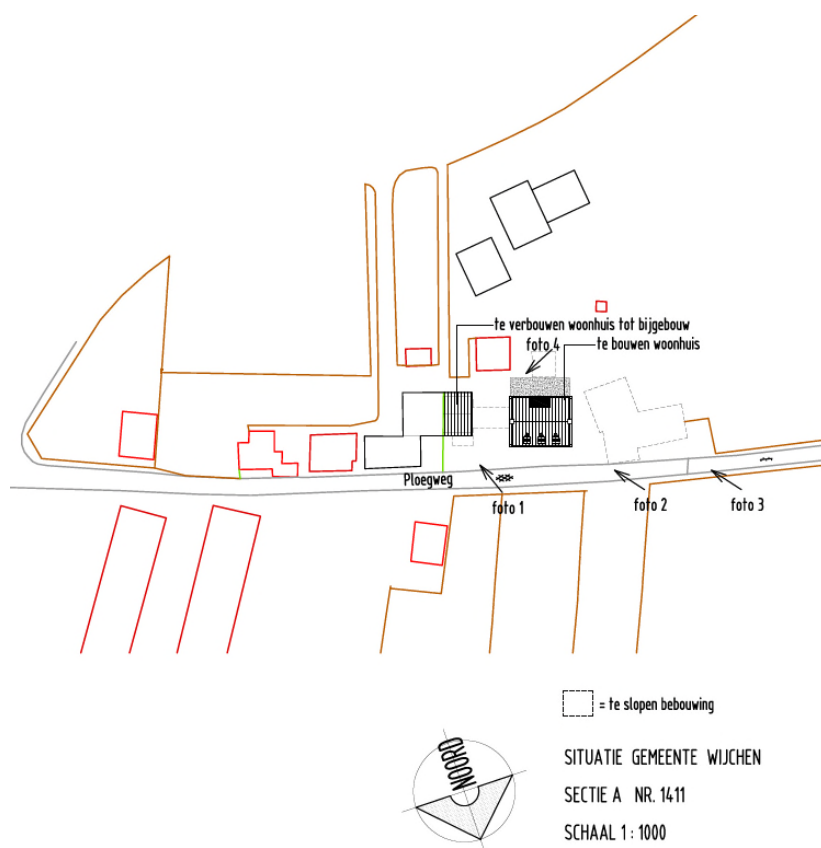 te verbouwen woonhuis tot bijgebouw
foto 4
te bouwen woonhuis
Ploegweg
foto 1
foto 2
foto 3
= te slopen bebouwing
NOORD
SITUATIE GEMEENTE WIJCHEN
SECTIE A NR. 1411
SCHAAL 1 : 1000